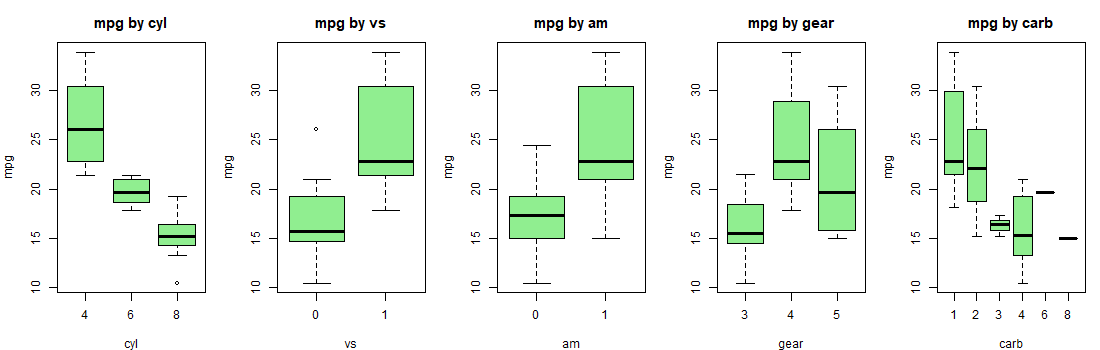 mpg by cyl
mpg
10 15 20 25 30
4 6 8
cyl
mpg by vs
mpg
10 15 20 25 30
0 1
vs
mpg by am
mpg
10 15 20 25 30
0 1
am
mpg by gear
mpg
10 15 20 25 30
3 4 5
gear
mpg by carb
mpg
10 15 20 25 30
1 2 3 4 6 8
carb